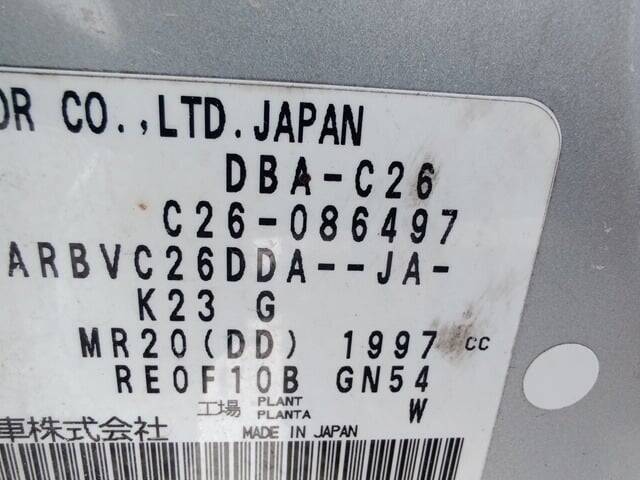 OR CO.,LTD.JAPAN
DBA-C26
C26-086497
ARBVC26DDA--JA-
K23 G
MR20(DD) 1997 cc
RE0F10B GN54
工場 PLANT PLANTA W
車株式会社 MADE IN JAPAN